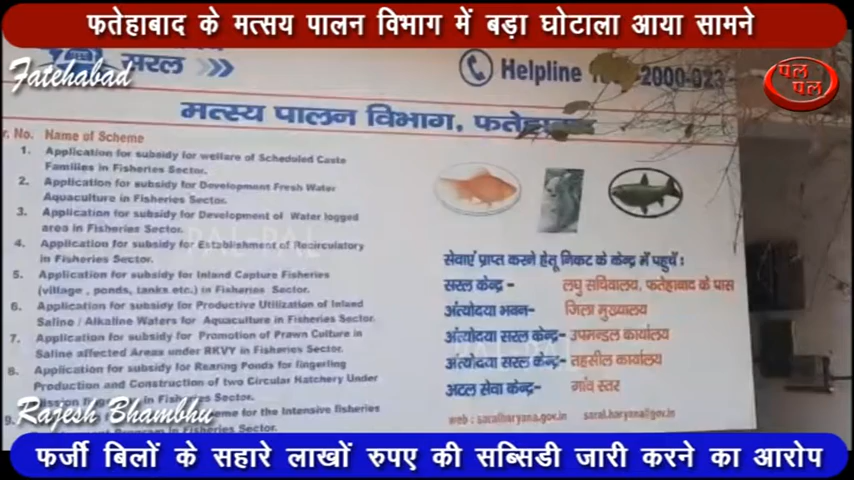 फतेहाबाद के मत्सय पालन विभाग में बड़ा घोटाला आया सामने
Fatehabad
सरल
Helpline
2000-023
पल
पल
मत्स्य पालन विभाग, फतेहाबाद
r. No. Name of Scheme
1. Application for subsidy for welfare of Scheduled Caste
Families in Fisheries Sector.
2. Application for subsidy for Development Fresh Water
Aquaculture in Fisheries Sector.
3. Application for subsidy for Development of Water logged
area in Fisheries Sector.
4. Application for subsidy for Establishment of Recirculatory
in Fisheries Sector.
5. Application for subsidy for Inland Capture Fisheries
(village, ponds, tanks etc.) in Fisheries Sector.
6. Application for subsidy for Productive Utilization of Inland
Saline / Alkaline Waters for Aquaculture in Fisheries Sector.
7. Application for subsidy for Promotion of Prawn Culture in
Saline affected Areas under RKVY in Fisheries Sector.
8. Application for subsidy for Rearing Ponds for fingerling
Production and Construction of two Circular Hatchery Under
in Fisheries Sector.
9. for the Intensive fisheries
Program in Fisheries Sector.
PAL-PAL
सेवाएं प्राप्त करने हेतू निकट के केन्द्र में पहुचें :
सरल केन्द्र - लघु सचिवालय, फतेहाबाद के पास
अंत्योदया भवन- जिला मुख्यालय
अंत्योदया सरल केन्द्र- उपमन्डल कार्यालय
अंत्योदया सरल केन्द्र- तहसील कार्यालय
अटल सेवा केन्द्र- गांव स्तर
web : saralharyana.gov.in saral.haryana@gov.in
Rajesh Bhambhu
फर्जी बिलों के सहारे लाखों रुपए की सब्सिडी जारी करने का आरोप